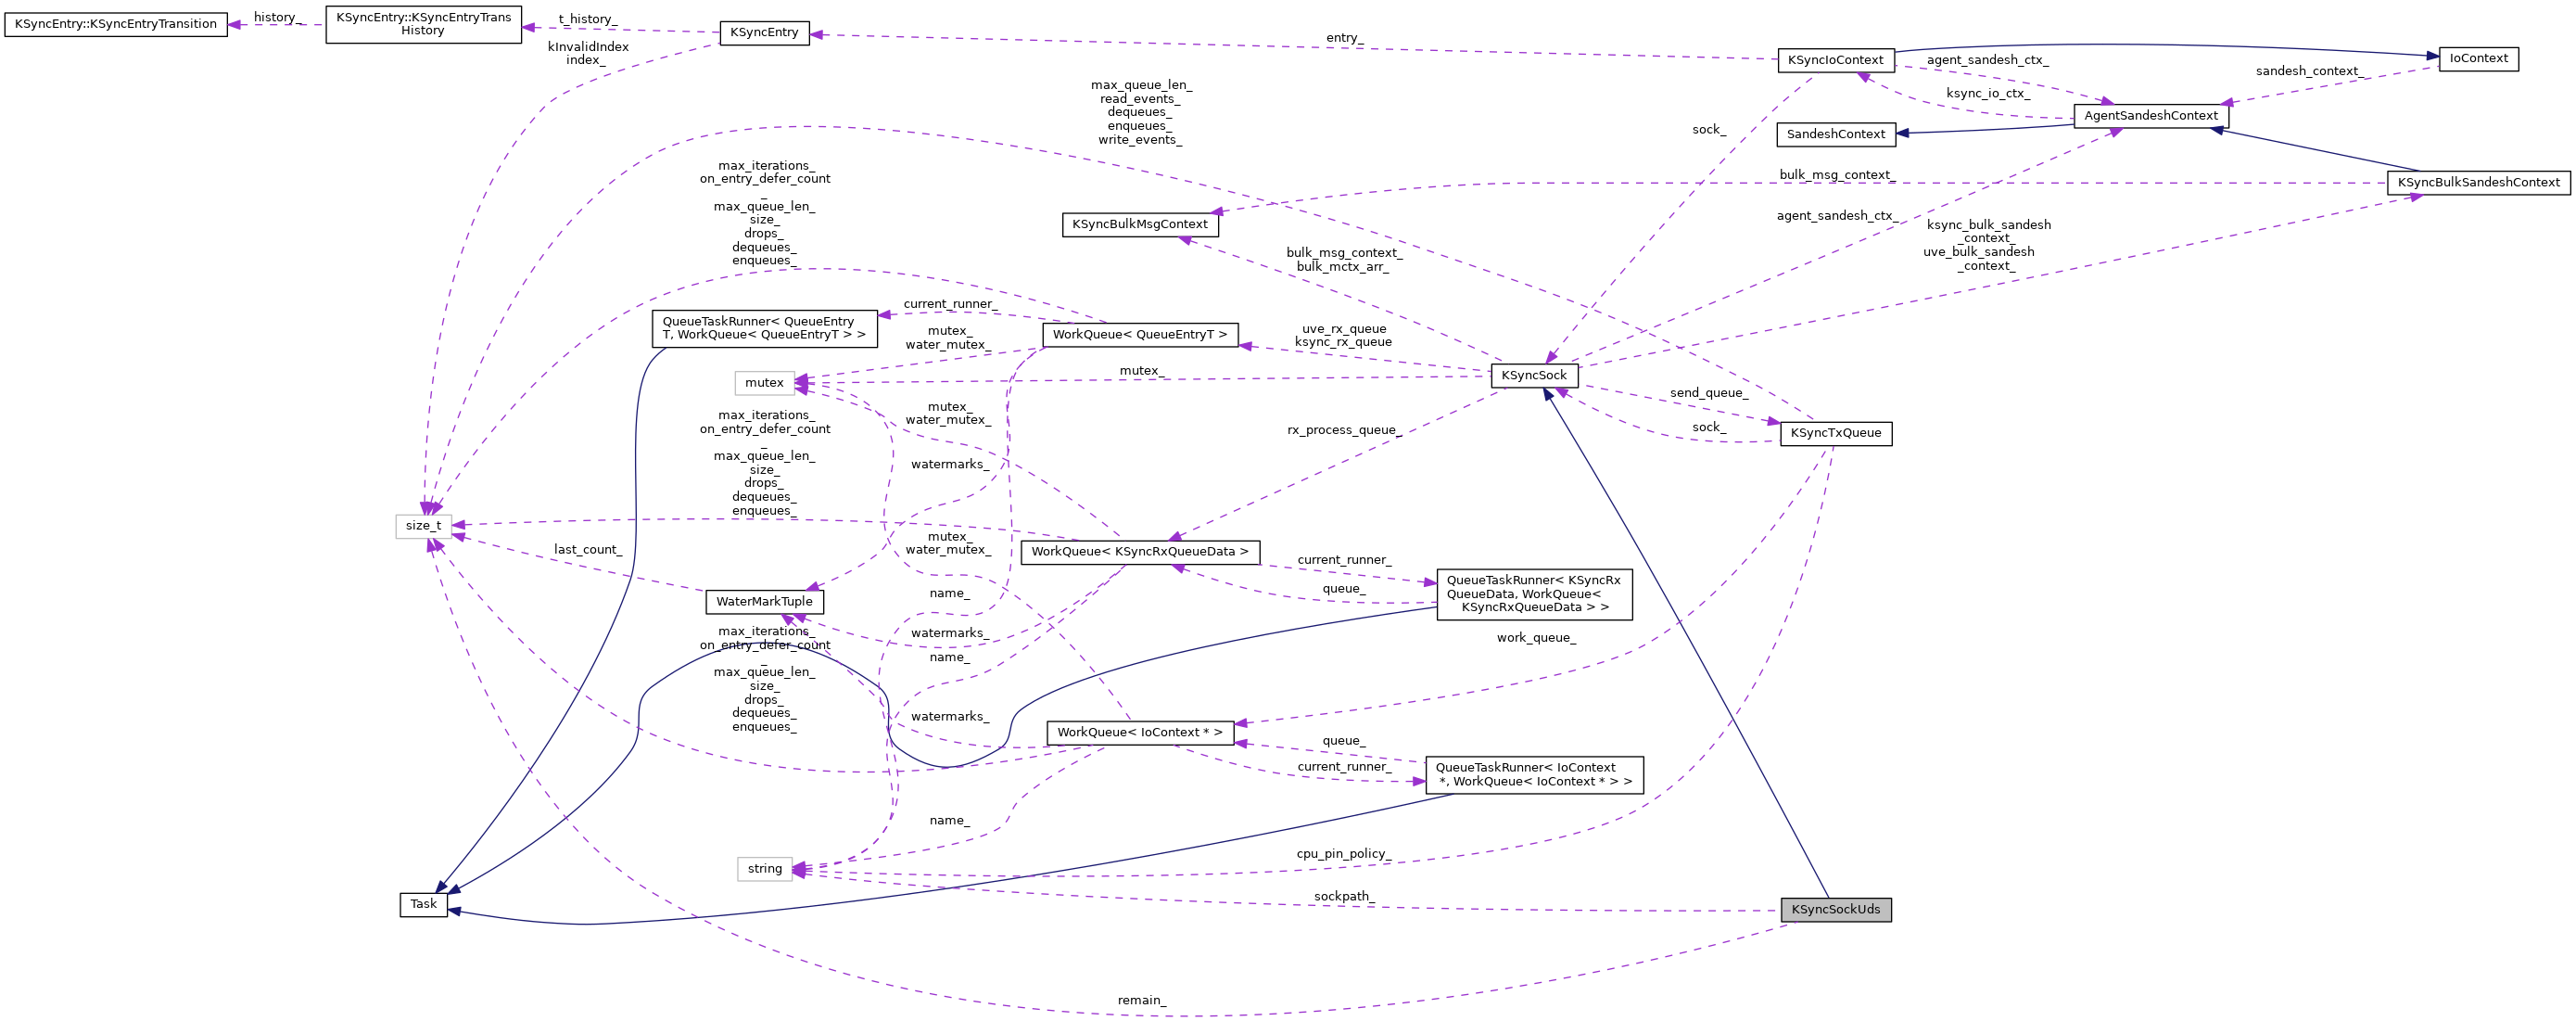 KSyncEntry::KSyncEntryTransition
history_
KSyncEntry::KSyncEntryTrans
History
t_history_
KSyncEntry
kInvalidIndex
index_
entry_
KSyncIoContext
IoContext
agent_sandesh_ctx_
sandesh_context_
ksync_io_ctx_
AgentSandeshContext
SandeshContext
sock_
max_queue_len_
read_events_
dequeues_
enqueues_
write_events_
bulk_msg_context_
KSyncBulkSandeshContext
max_iterations_
on_entry_defer_count
_
max_queue_len_
size_
drops_
dequeues_
enqueues_
KSyncBulkMsgContext
agent_sandesh_ctx_
ksync_bulk_sandesh
_context_
uve_bulk_sandesh
_context_
bulk_msg_context_
bulk_mctx_arr_
current_runner_
QueueTaskRunner< QueueEntry
T, WorkQueue< QueueEntryT > >
WorkQueue< QueueEntryT >
mutex_
water_mutex_
uve_rx_queue
ksync_rx_queue
mutex
mutex_
KSyncSock
send_queue_
mutex_
water_mutex_
max_iterations_
on_entry_defer_count
_
max_queue_len_
size_
drops_
dequeues_
enqueues_
rx_process_queue_
sock_
KSyncTxQueue
watermarks_
size_t
last_count_
mutex_
water_mutex_
WorkQueue< KSyncRxQueueData >
current_runner_
queue_
QueueTaskRunner< KSyncRx
QueueData, WorkQueue<
KSyncRxQueueData > >
WaterMarkTuple
name_
watermarks_
name_
work_queue_
max_iterations_
on_entry_defer_count
_
max_queue_len_
size_
drops_
dequeues_
enqueues_
watermarks_
WorkQueue< IoContext * >
queue_
current_runner_
QueueTaskRunner< IoContext
*, WorkQueue< IoContext * > >
name_
string
cpu_pin_policy_
Task
sockpath_
KSyncSockUds
remain_